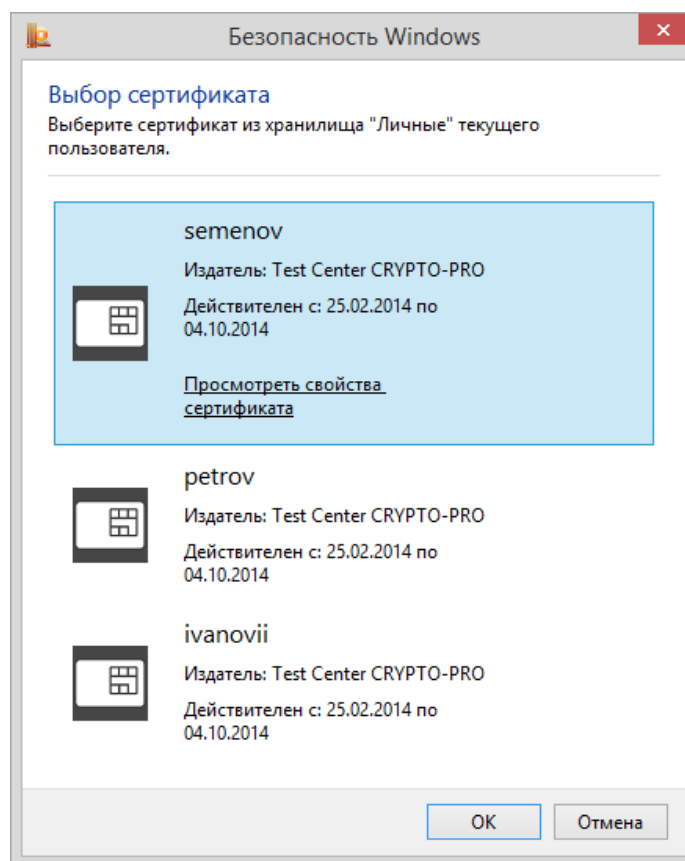 Безопасность Windows
Выбор сертификата
Выберите сертификат из хранилища "Личные" текущего
пользователя.
semenov
Издатель: Test Center CRYPTO-PRO
Действителен с: 25.02.2014 по
04.10.2014
Просмотреть свойства
сертификата
petrov
Издатель: Test Center CRYPTO-PRO
Действителен с: 25.02.2014 по
04.10.2014
ivanovii
Издатель: Test Center CRYPTO-PRO
Действителен с: 25.02.2014 по
04.10.2014
ОК
Отмена